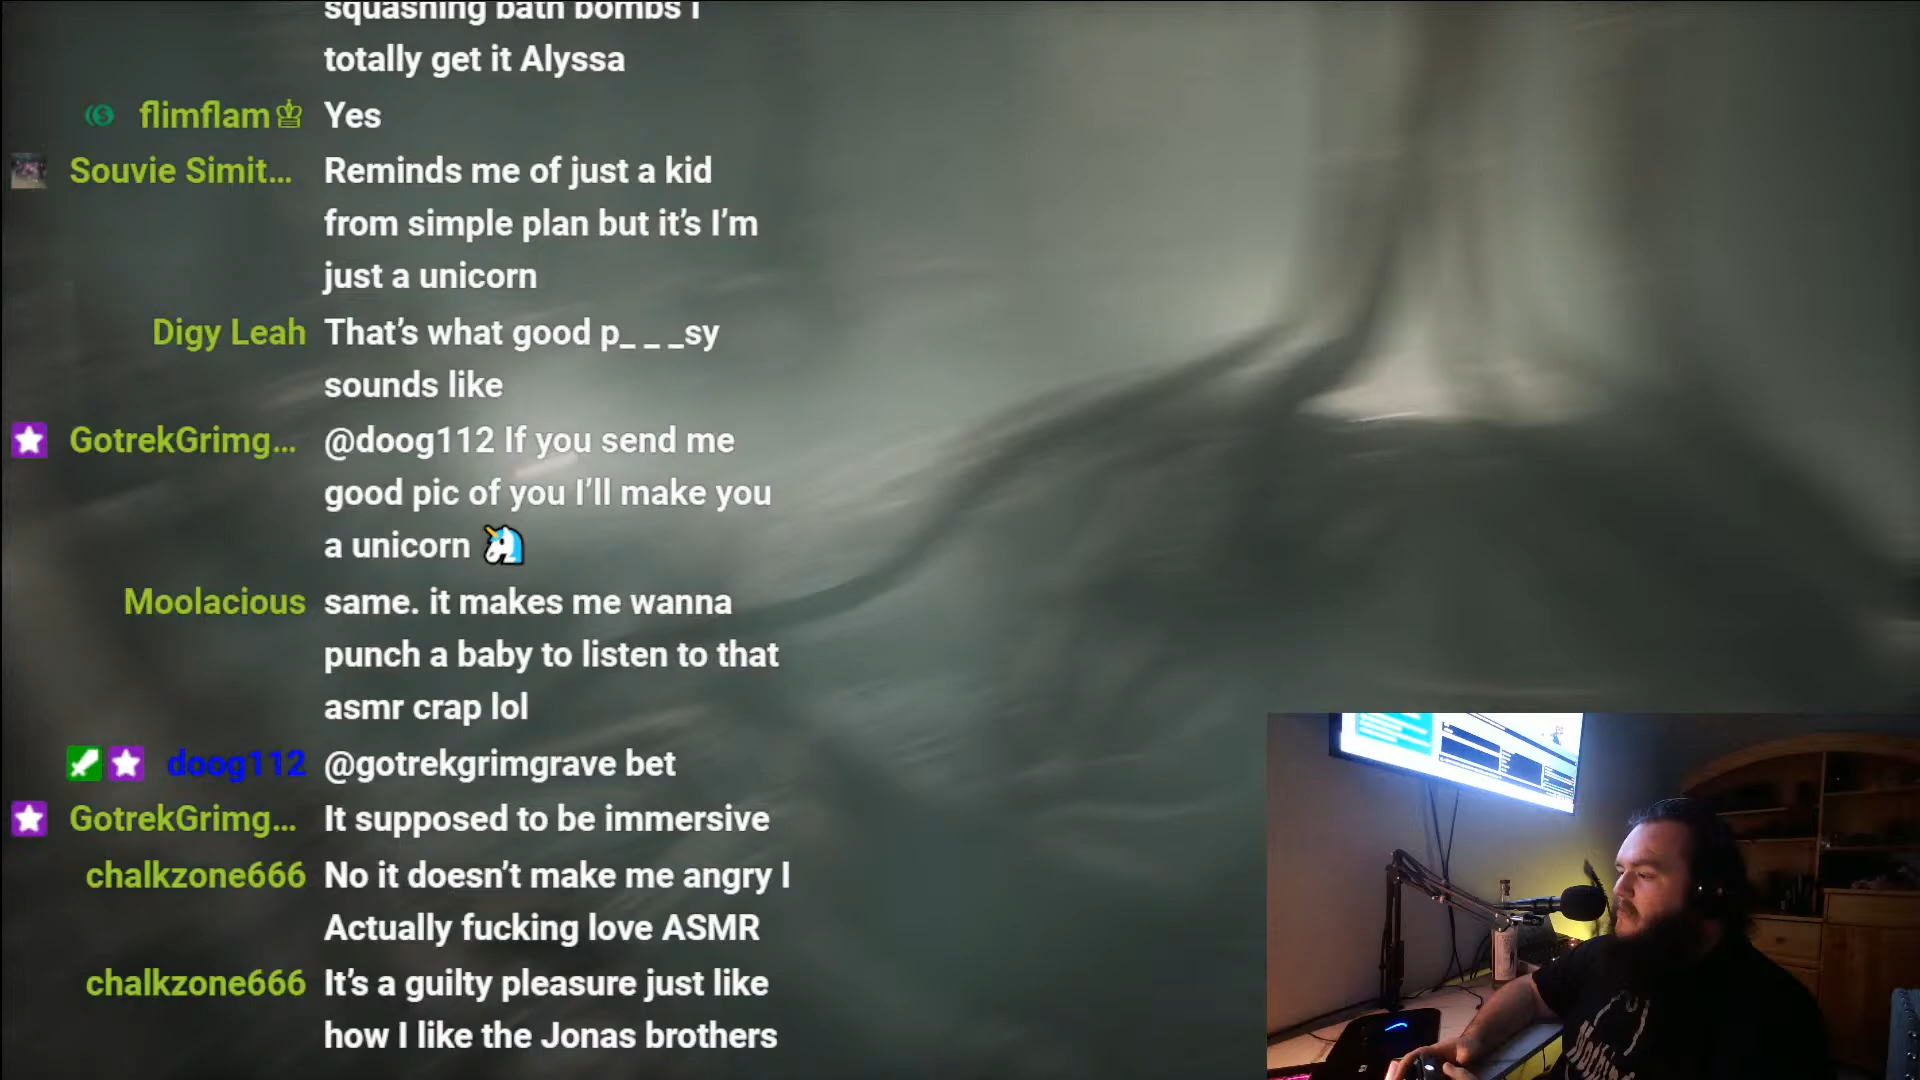 squashing bath bombs I
totally get it Alyssa
flimflam Yes
Souvie Simit... Reminds me of just a kid
from simple plan but it's I'm
just a unicorn
Digy Leah That's what good p_ _ _sy
sounds like
GotrekGrimg... @doog112 If you send me
good pic of you I'll make you
a unicorn 🦄
Moolacious same. it makes me wanna
punch a baby to listen to that
asmr crap lol
doog112 @gotrekgrimgrave bet
GotrekGrimg... It supposed to be immersive
chalkzone666 No it doesn't make me angry I
Actually fucking love ASMR
chalkzone666 It's a guilty pleasure just like
how I like the Jonas brothers